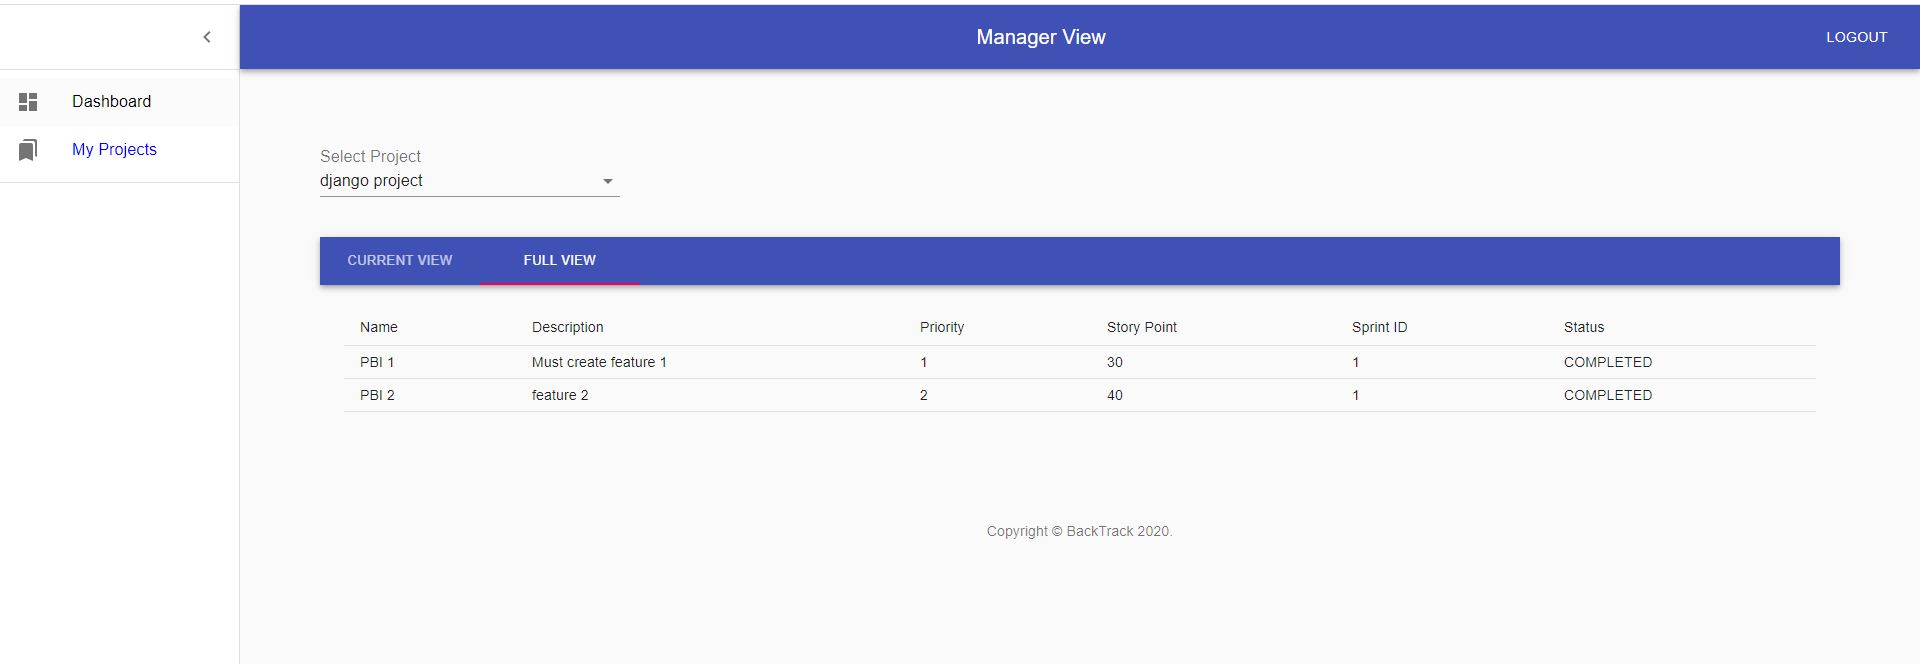 Manager View
LOGOUT
Dashboard
My Projects
Select Project
django project
CURRENT VIEW FULL VIEW
Name Description Priority Story Point Sprint ID Status
PBI 1 Must create feature 1 1 30 1 COMPLETED
PBI 2 feature 2 2 40 1 COMPLETED
Copyright © BackTrack 2020.